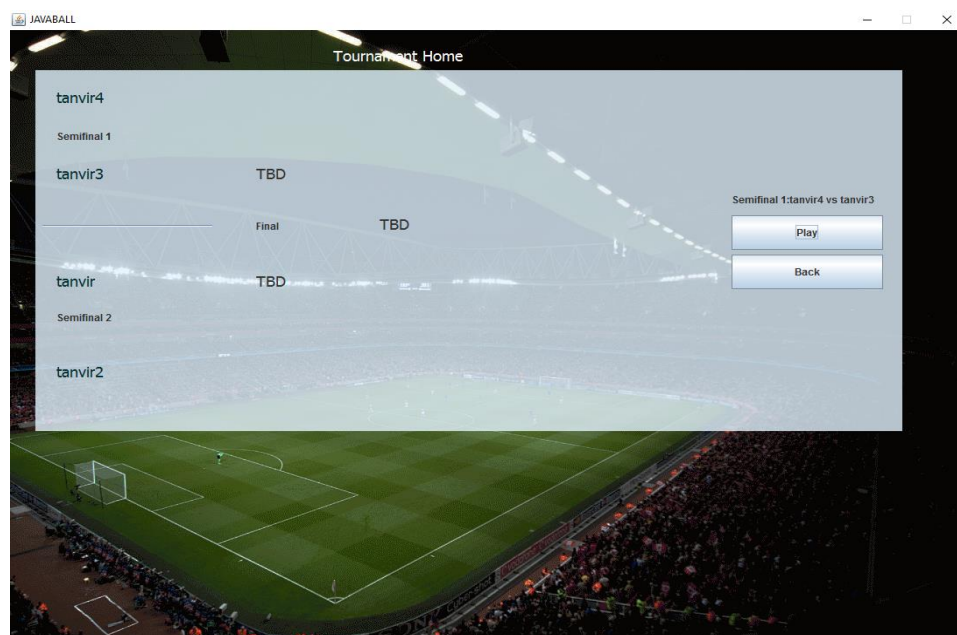 JAVABALL
Tournament Home
tanvir4
Semifinal 1
tanvir3
TBD
Semifinal 1:tanvir4 vs tanvir3
Final
TBD
Play
Back
tanvir
TBD
Semifinal 2
tanvir2